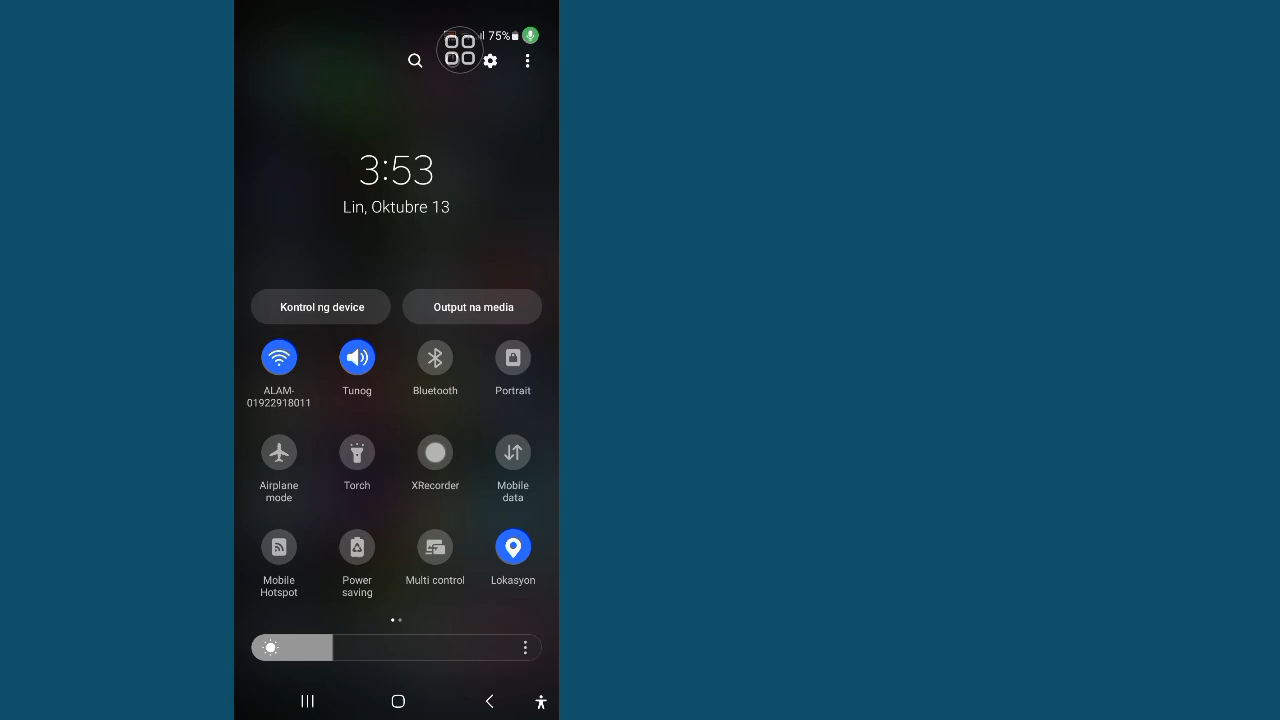 75%
3:53
Lin, Oktubre 13
Kontrol ng device
Output na media
ALAM-
01922918011
Tunog
Bluetooth
Portrait
Airplane
mode
Torch
XRecorder
Mobile
data
Mobile
Hotspot
Power
saving
Multi control
Lokasyon